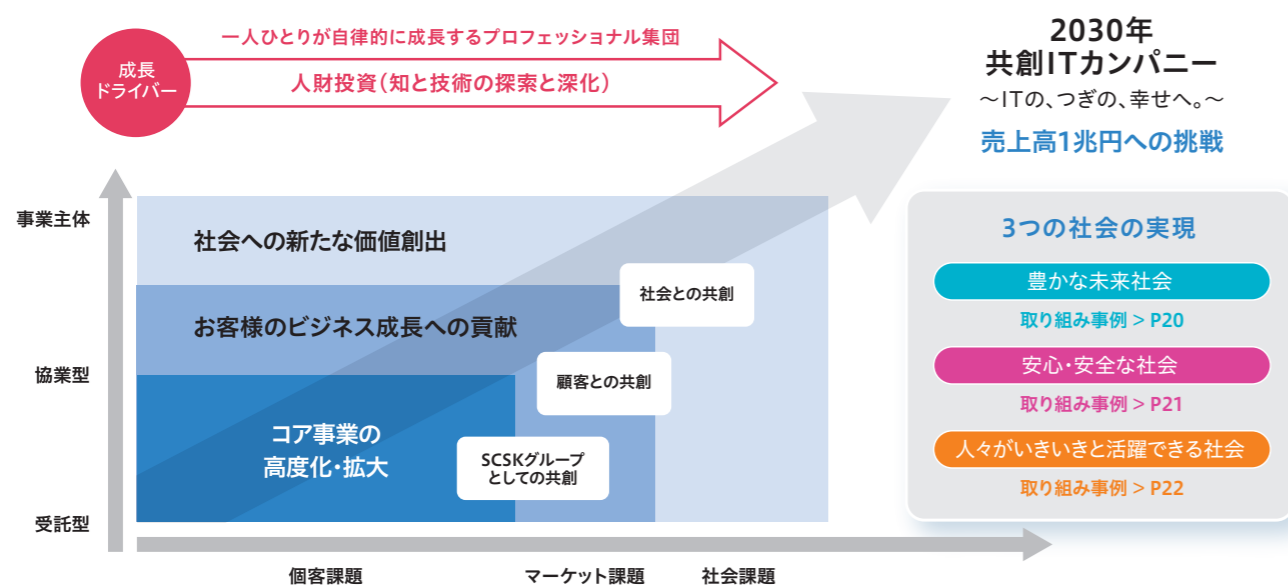 成長
ドライバー
一人ひとりが自律的に成長するプロフェッショナル集団
人財投資（知と技術の探索と深化）
2030年
共創ITカンパニー
～ITの、つぎの、幸せへ。～
売上高1兆円への挑戦
事業主体
協業型
受託型
社会への新たな価値創出
お客様のビジネス成長への貢献
コア事業の
高度化・拡大
社会との共創
顧客との共創
SCSKグループ
としての共創
個客課題
マーケット課題
社会課題
3つの社会の実現
豊かな未来社会
取り組み事例 > P20
安心・安全な社会
取り組み事例 > P21
人々がいきいきと活躍できる社会
取り組み事例 > P22